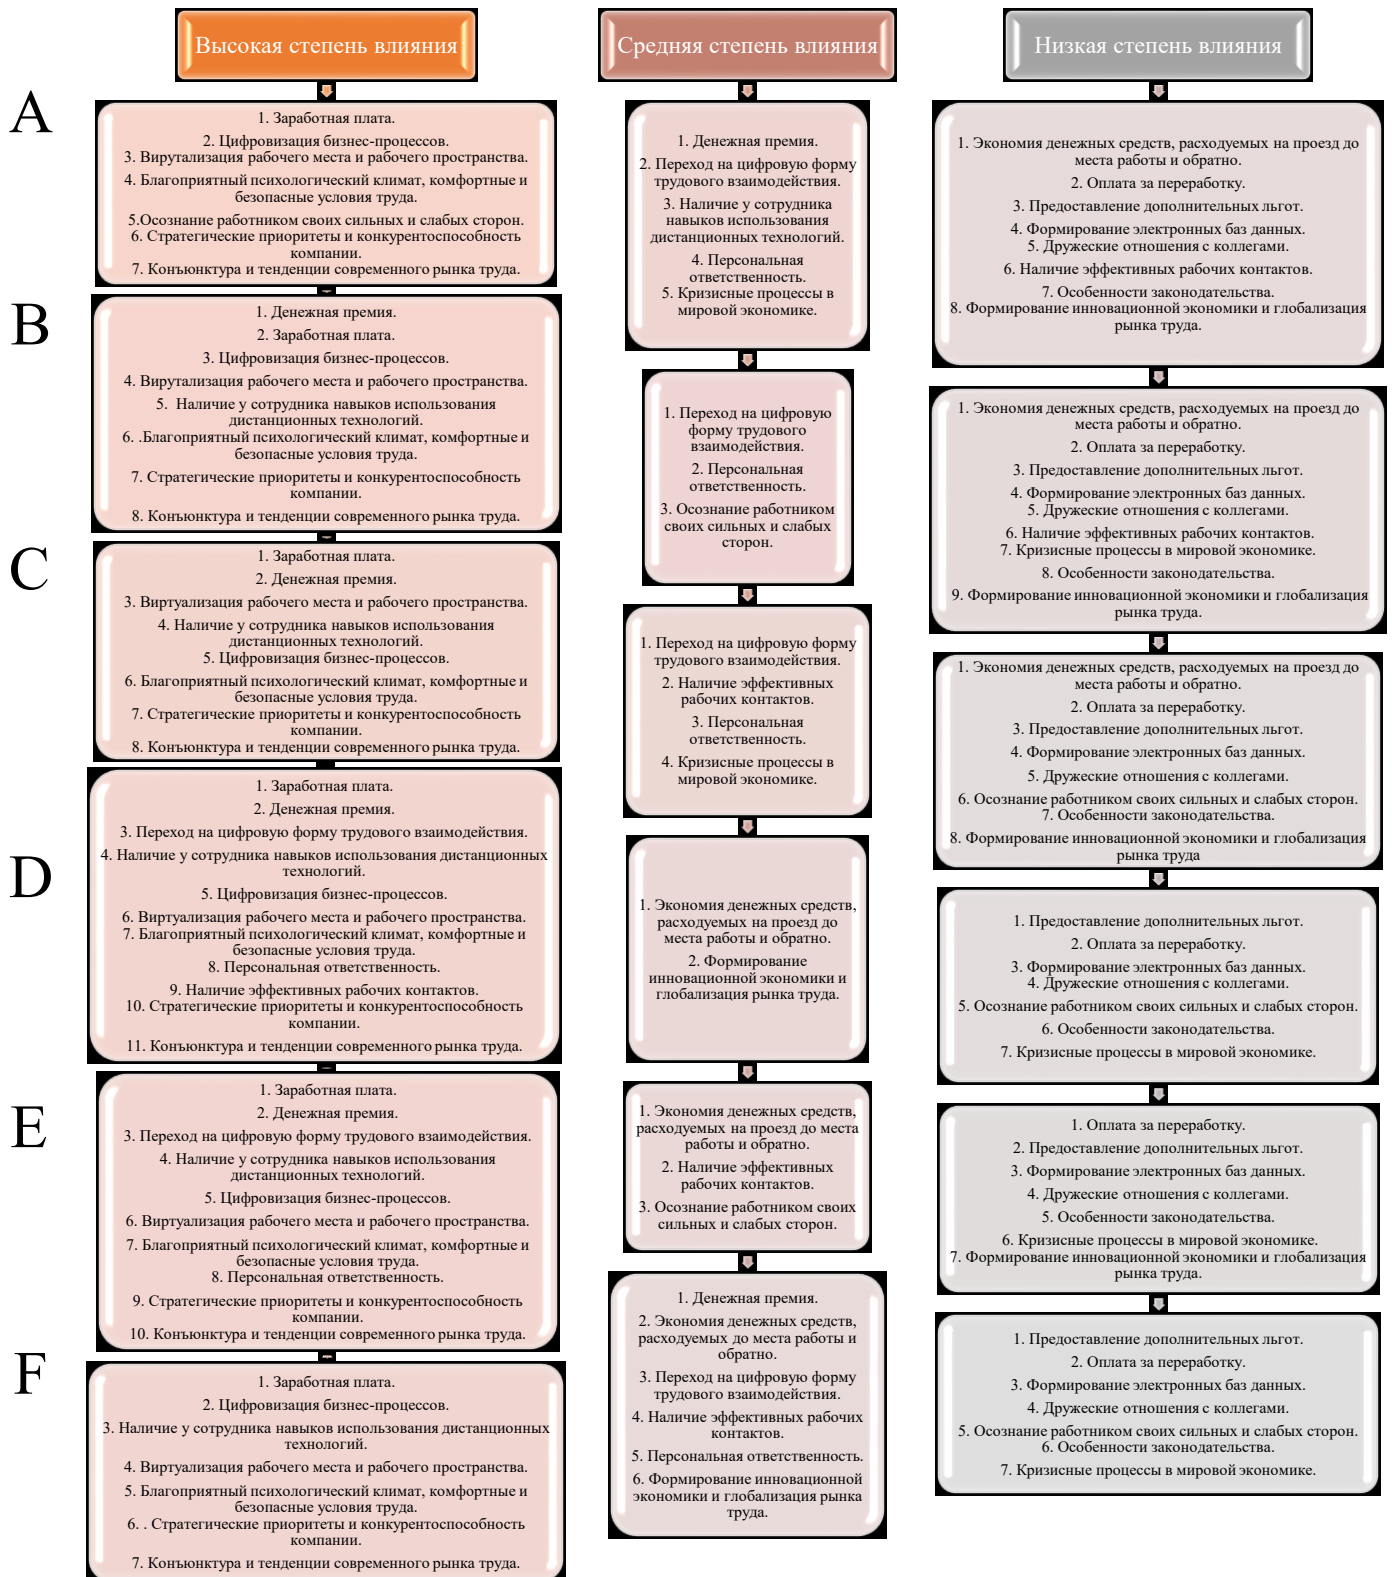 Высокая степень влияния
Средняя степень влияния
Низкая степень влияния
A
1. Заработная плата.
2. Цифровизация бизнес-процессов.
3. Вирутализация рабочего места и рабочего пространства.
4. Благоприятный психологический климат, комфортные и
безопасные условия труда.
5.Осознание работником своих сильных и слабых сторон.
6. Стратегические приоритеты и конкурентоспособность
компании.
7. Конъюнктура и тенденции современного рынка труда.
1. Денежная премия.
2. Переход на цифровую форму
трудового взаимодействия.
3. Наличие у сотрудника
навыков использования
дистанционных технологий.
4. Персональная
ответственность.
5. Кризисные процессы в
мировой экономике.
1. Экономия денежных средств, расходуемых на проезд до
места работы и обратно.
2. Оплата за переработку.
3. Предоставление дополнительных льгот.
4. Формирование электронных баз данных.
5. Дружеские отношения с коллегами.
6. Наличие эффективных рабочих контактов.
7. Особенности законодательства.
8. Формирование инновационной экономики и глобализация
рынка труда.
B
1. Денежная премия.
2. Заработная плата.
3. Цифровизация бизнес-процессов.
4. Вирутализация рабочего места и рабочего пространства.
5. Наличие у сотрудника навыков использования
дистанционных технологий.
6. .Благоприятный психологический климат, комфортные и
безопасные условия труда.
7. Стратегические приоритеты и конкурентоспособность
компании.
8. Конъюнктура и тенденции современного рынка труда.
1. Переход на цифровую
форму трудового
взаимодействия.
2. Персональная
ответственность.
3. Осознание работником
своих сильных и слабых
сторон.
1. Экономия денежных средств, расходуемых на проезд до
места работы и обратно.
2. Оплата за переработку.
3. Предоставление дополнительных льгот.
4. Формирование электронных баз данных.
5. Дружеские отношения с коллегами.
6. Наличие эффективных рабочих контактов.
7. Кризисные процессы в мировой экономике.
8. Особенности законодательства.
9. Формирование инновационной экономики и глобализация
рынка труда.
C
1. Заработная плата.
2. Денежная премия.
3. Виртуализация рабочего места и рабочего пространства.
4. Наличие у сотрудника навыков использования
дистанционных технологий.
5. Цифровизация бизнес-процессов.
6. Благоприятный психологический климат, комфортные и
безопасные условия труда.
7. Стратегические приоритеты и конкурентоспособность
компании.
8. Конъюнктура и тенденции современного рынка труда.
1. Переход на цифровую форму
трудового взаимодействия.
2. Наличие эффективных
рабочих контактов.
3. Персональная
ответственность.
4. Кризисные процессы в
мировой экономике.
1. Экономия денежных средств, расходуемых на проезд до
места работы и обратно.
2. Оплата за переработку.
3. Предоставление дополнительных льгот.
4. Формирование электронных баз данных.
5. Дружеские отношения с коллегами.
6. Осознание работником своих сильных и слабых сторон.
7. Особенности законодательства.
8. Формирование инновационной экономики и глобализация
рынка труда
D
1. Заработная плата.
2. Денежная премия.
3. Переход на цифровую форму трудового взаимодействия.
4. Наличие у сотрудника навыков использования дистанционных
технологий.
5. Цифровизация бизнес-процессов.
6. Виртуализация рабочего места и рабочего пространства.
7. Благоприятный психологический климат, комфортные и
безопасные условия труда.
8. Персональная ответственность.
9. Наличие эффективных рабочих контактов.
10. Стратегические приоритеты и конкурентоспособность
компании.
11. Конъюнктура и тенденции современного рынка труда.
1. Экономия денежных средств,
расходуемых на проезд до
места работы и обратно.
2. Формирование
инновационной экономики и
глобализация рынка труда.
1. Предоставление дополнительных льгот.
2. Оплата за переработку.
3. Формирование электронных баз данных.
4. Дружеские отношения с коллегами.
5. Осознание работником своих сильных и слабых сторон.
6. Особенности законодательства.
7. Кризисные процессы в мировой экономике.
E
1. Заработная плата.
2. Денежная премия.
3. Переход на цифровую форму трудового взаимодействия.
4. Наличие у сотрудника навыков использования
дистанционных технологий.
5. Цифровизация бизнес-процессов.
6. Виртуализация рабочего места и рабочего пространства.
7. Благоприятный психологический климат, комфортные и
безопасные условия труда.
8. Персональная ответственность.
9. Стратегические приоритеты и конкурентоспособность
компании.
10. Конъюнктура и тенденции современного рынка труда.
1. Экономия денежных средств,
расходуемых на проезд до места
работы и обратно.
2. Наличие эффективных
рабочих контактов.
3. Осознание работником своих
сильных и слабых сторон.
1. Оплата за переработку.
2. Предоставление дополнительных льгот.
3. Формирование электронных баз данных.
4. Дружеские отношения с коллегами.
5. Особенности законодательства.
6. Кризисные процессы в мировой экономике.
7. Формирование инновационной экономики и глобализация
рынка труда.
F
1. Заработная плата.
2. Цифровизация бизнес-процессов.
3. Наличие у сотрудника навыков использования дистанционных
технологий.
4. Виртуализация рабочего места и рабочего пространства.
5. Благоприятный психологический климат, комфортные и
безопасные условия труда.
6. . Стратегические приоритеты и конкурентоспособность
компании.
7. Конъюнктура и тенденции современного рынка труда.
1. Денежная премия.
2. Экономия денежных средств,
расходуемых до места работы и
обратно.
3. Переход на цифровую форму
трудового взаимодействия.
4. Наличие эффективных рабочих
контактов.
5. Персональная ответственность.
6. Формирование инновационной
экономики и глобализация рынка
труда.
1. Предоставление дополнительных льгот.
2. Оплата за переработку.
3. Формирование электронных баз данных.
4. Дружеские отношения с коллегами.
5. Осознание работником своих сильных и слабых сторон.
6. Особенности законодательства.
7. Кризисные процессы в мировой экономике.